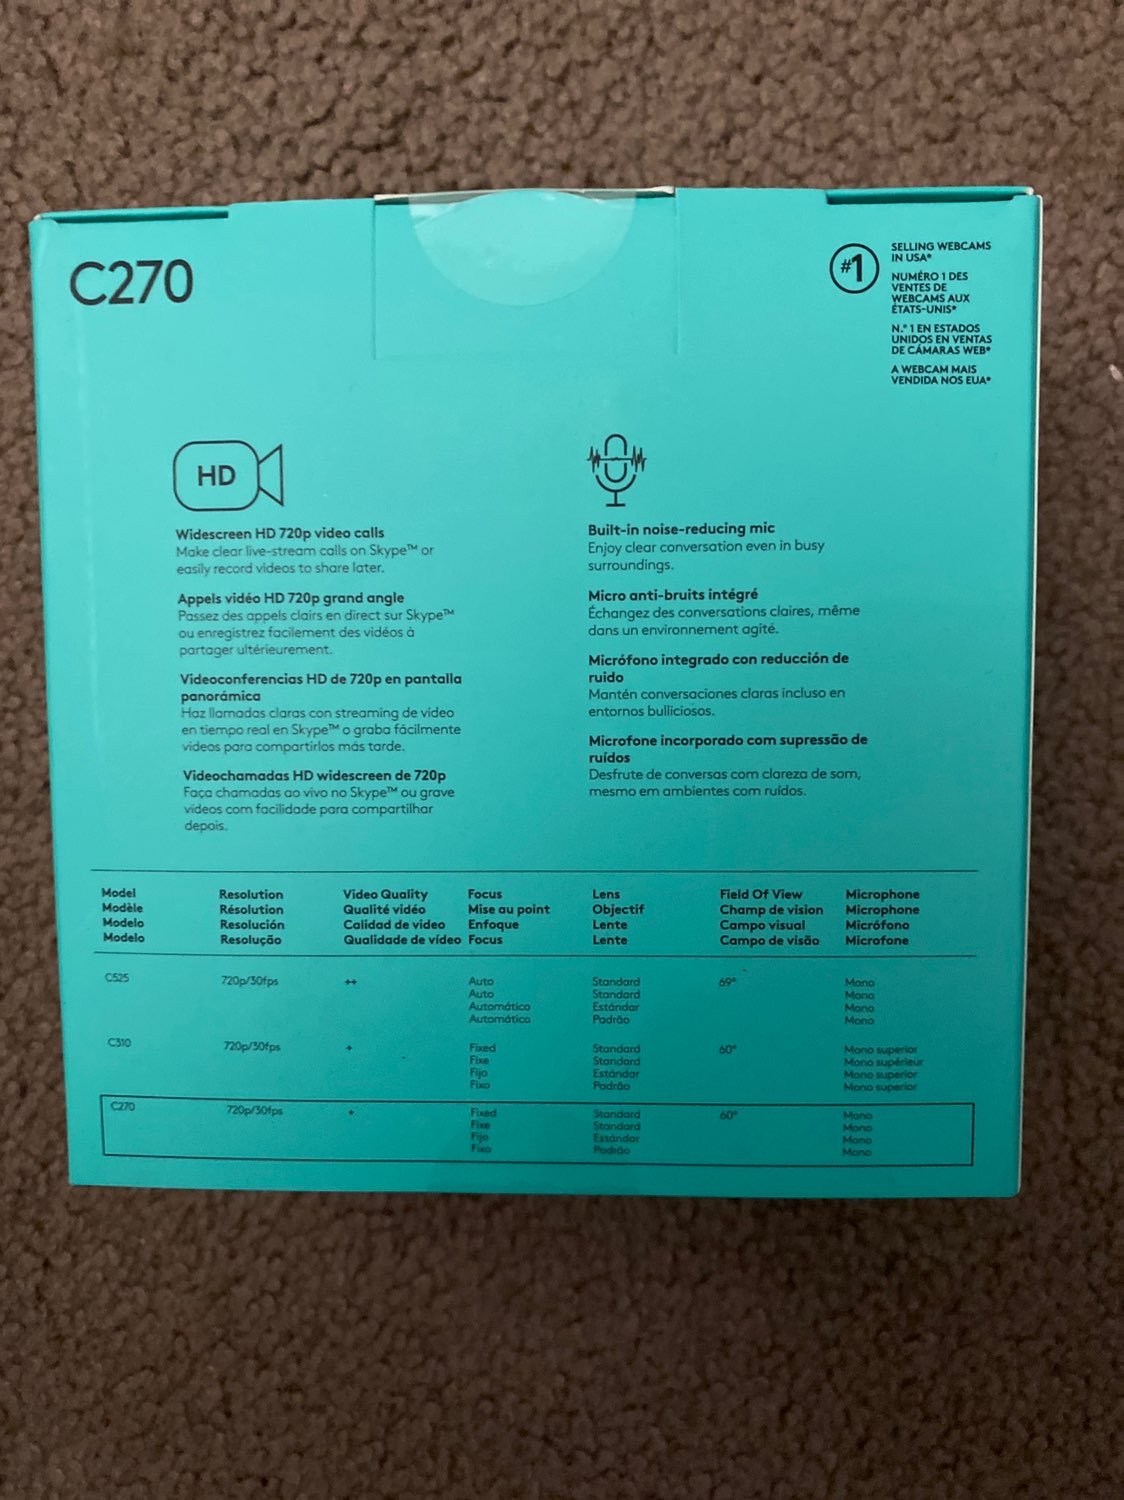 C270
#1
SELLING WEBCAMS
IN USA*
NUMÉRO 1 DES
VENTES DE
WEBCAMS AUX
ÉTATS-UNIS*
N.° 1 EN ESTADOS
UNIDOS EN VENTAS
DE CÁMARAS WEB*
A WEBCAM MAIS
VENDIDA NOS EUA*
HD
Widescreen HD 720p video calls
Make clear live-stream calls on Skype™ or
easily record videos to share later.
Appels vidéo HD 720p grand angle
Passez des appels clairs en direct sur Skype™
ou enregistrez facilement des vidéos à
partager ultérieurement.
Videoconferencias HD de 720p en pantalla
panorámica
Haz llamadas claras con streaming de video
en tiempo real en Skype™ o graba fácilmente
videos para compartirlos más tarde.
Videochamadas HD widescreen de 720p
Faça chamadas ao vivo no Skype™ ou grave
vídeos com facilidade para compartilhar
depois.
Built-in noise-reducing mic
Enjoy clear conversation even in busy
surroundings.
Micro anti-bruits intégré
Échangez des conversations claires, même
dans un environnement agité.
Micrófono integrado con reducción de
ruido
Mantén conversaciones claras incluso en
entornos bulliciosos.
Microfone incorporado com supressão de
ruídos
Desfrute de conversas com clareza de som,
mesmo em ambientes com ruídos.
Model Resolution Video Quality Focus Lens Field Of View Microphone
Modèle Résolution Qualité vidéo Mise au point Objectif Champ de vision Microphone
Modelo Resolución Calidad de video Enfoque Lente Campo visual Micrófono
Modelo Resolução Qualidade de vídeo Focus Lente Campo de visão Microfone
C525 720p/30fps ++ Auto Standard 69° Mono
Auto Standard Mono
Automático Estándar Mono
Automático Padrão Mono
C310 720p/30fps + Fixed Standard 60° Mono superior
Fixe Standard Mono supérieur
Fijo Estándar Mono superior
Fixo Padrão Mono superior
C270 720p/30fps + Fixed Standard 60° Mono
Fixe Standard Mono
Fijo Estándar Mono
Fixo Padrão Mono